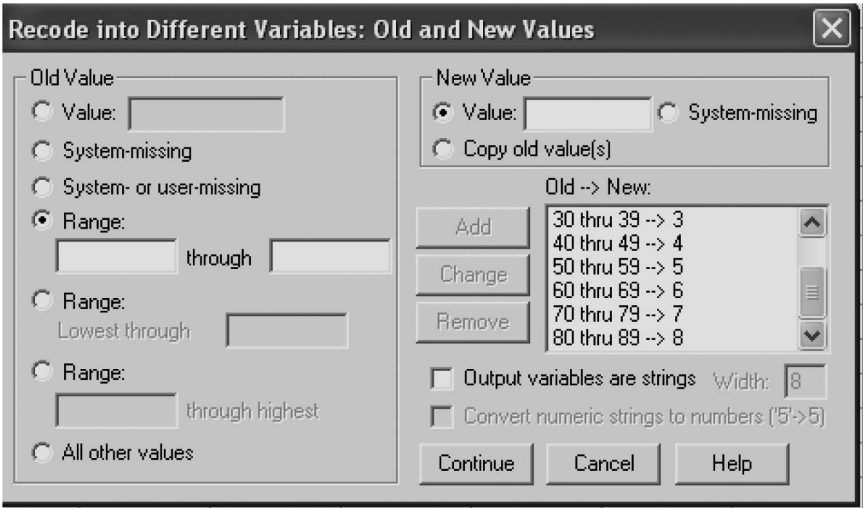 Recode into Different Variables: Old and New Values
Old Value
Value:
System-missing
System- or user-missing
Range:
through
Range:
Lowest through
Range:
through highest
All other values
New Value
Value:
System-missing
Copy old value(s)
Old --> New:
Add
Change
Remove
30 thru 39 --> 3
40 thru 49 --> 4
50 thru 59 --> 5
60 thru 69 --> 6
70 thru 79 --> 7
80 thru 89 --> 8
Output variables are strings Width: 8
Convert numeric strings to numbers ('5'->5)
Continue Cancel Help